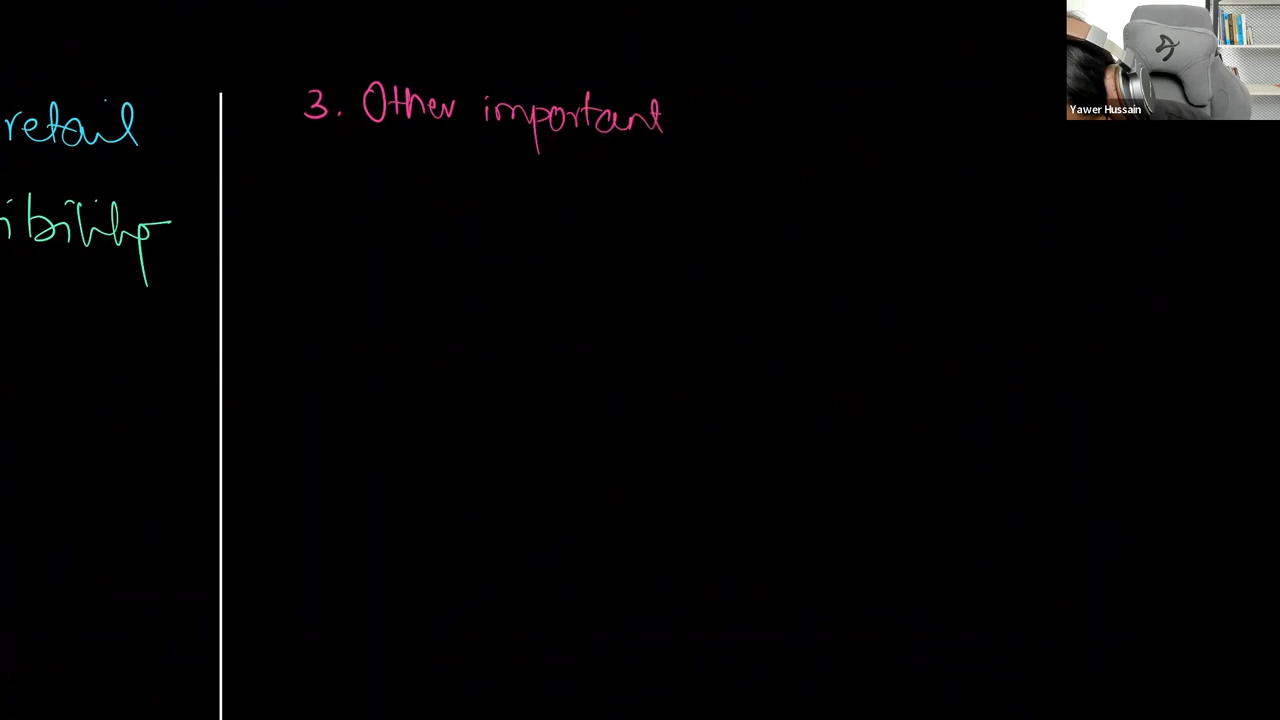 retail
3. Other important
Yawer Hussain